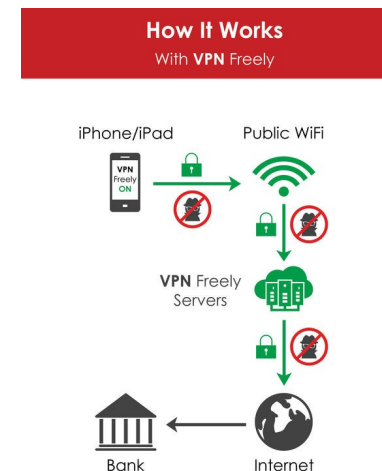 How It Works
With VPN Freely
iPhone/iPad
Public WiFi
VPN
Freely
ON
VPN Freely
Servers
Bank
Internet